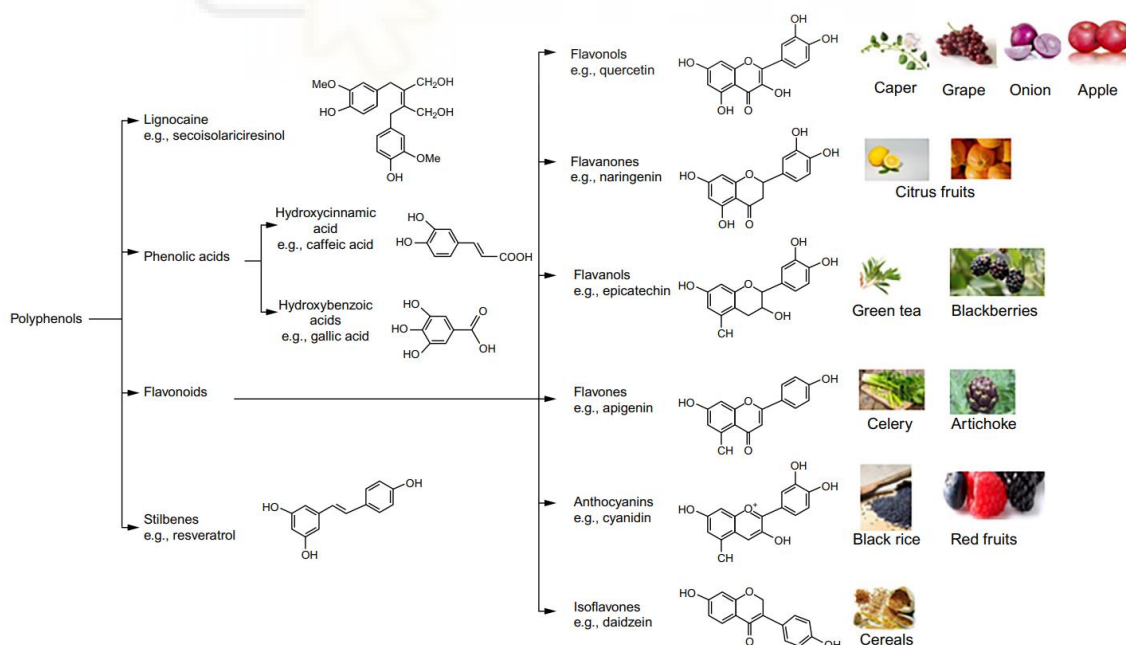 Polyphenols
Lignocaine
e.g., secoisolariciresinol
MeO
HO
CH₂OH
CH₂OH
OMe
OH
Phenolic acids
Hydroxycinnamic
acid
e.g., caffeic acid
HO
HO
COOH
Hydroxybenzoic
acids
e.g., gallic acid
HO
HO
HO
O
OH
Flavonoids
Stilbenes
e.g., resveratrol
HO
OH
OH
Flavonols
e.g., quercetin
OH
OH
HO
O
OH
OH
O
Caper Grape Onion Apple
Flavanones
e.g., naringenin
OH
OH
HO
O
OH
O
Citrus fruits
Flavanols
e.g., epicatechin
OH
OH
HO
O
OH
CH
Green tea Blackberries
Flavones
e.g., apigenin
OH
HO
O
CH
O
Celery Artichoke
Anthocyanins
e.g., cyanidin
OH
OH
HO
O+
OH
CH
Black rice Red fruits
Isoflavones
e.g., daidzein
HO
O
O
OH
Cereals